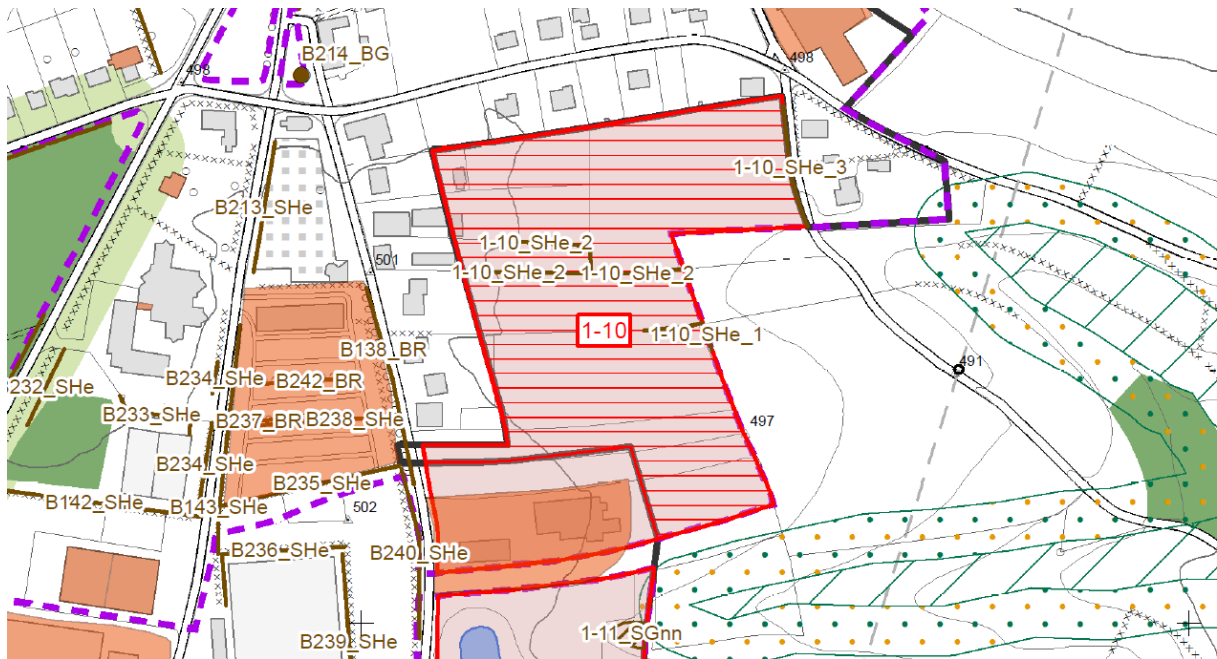 B214_BG
498
498
1-10_SHe_3
B213_SHe
1-10_SHe_2
501
1-10_SHe_2
1-10_SHe_2
1-10
1-10_SHe_1
B138_BR
491
B234_SHe
B242_BR
232_SHe
B233_SHe
B237_BR
B238_SHe
497
B234_SHe
B235_SHe
B142_SHe
B143_SHe
502
B236_SHe
B240_SHe
B239_SHe
1-11_SGnn